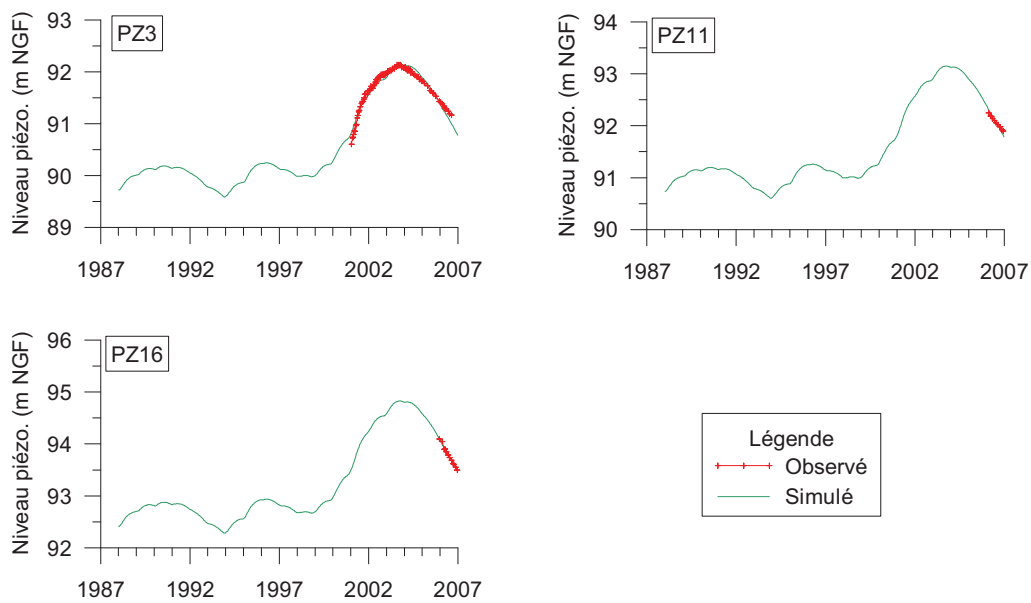 PZ3
Niveau piézo. (m NGF)
93
92
91
90
89
1987 1992 1997 2002 2007
PZ11
Niveau piézo. (m NGF)
94
93
92
91
90
1987 1992 1997 2002 2007
PZ16
Niveau piézo. (m NGF)
96
95
94
93
92
1987 1992 1997 2002 2007
Légende
Observé
Simulé